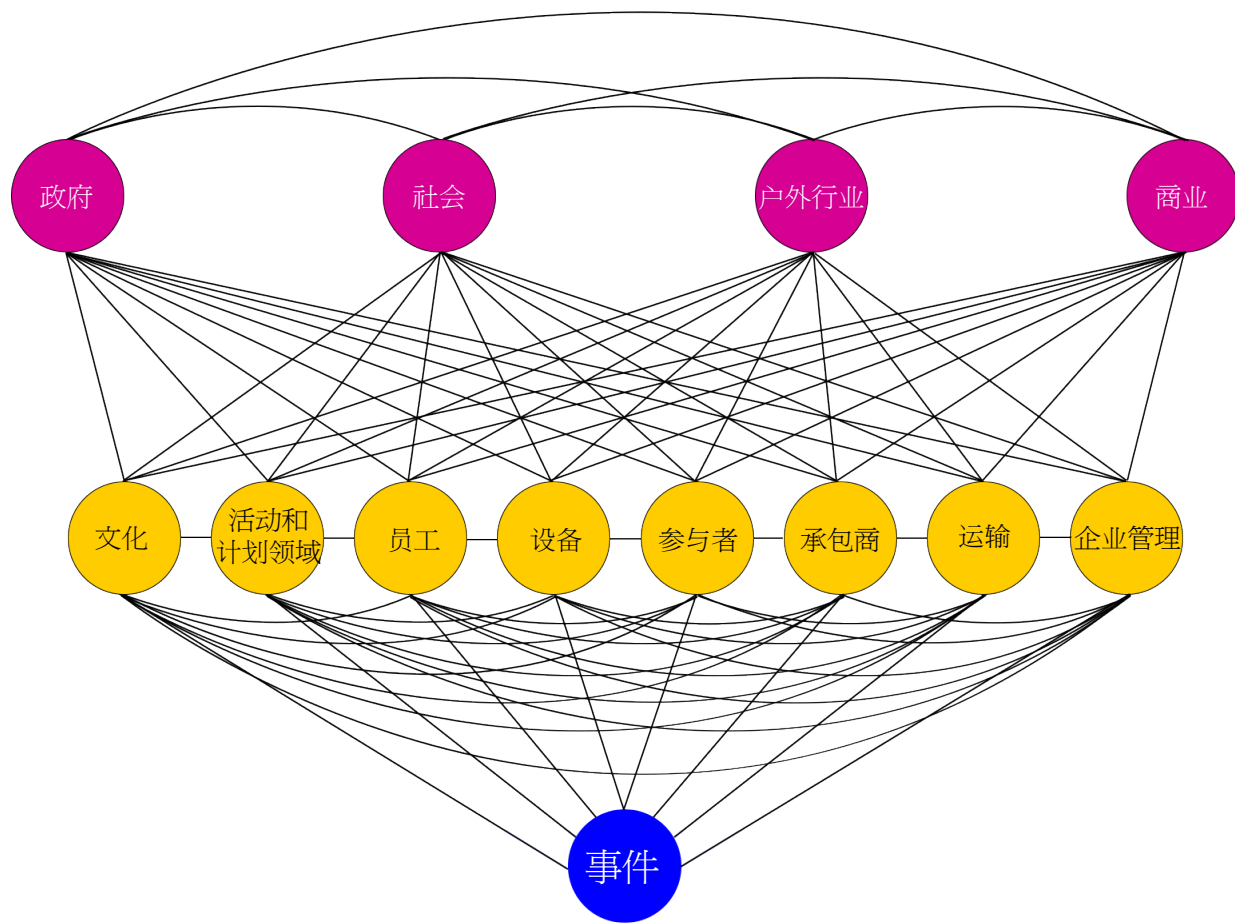 政府
社会
户外行业
商业
文化
活动和
计划领域
员工
设备
参与者
承包商
运输
企业管理
事件